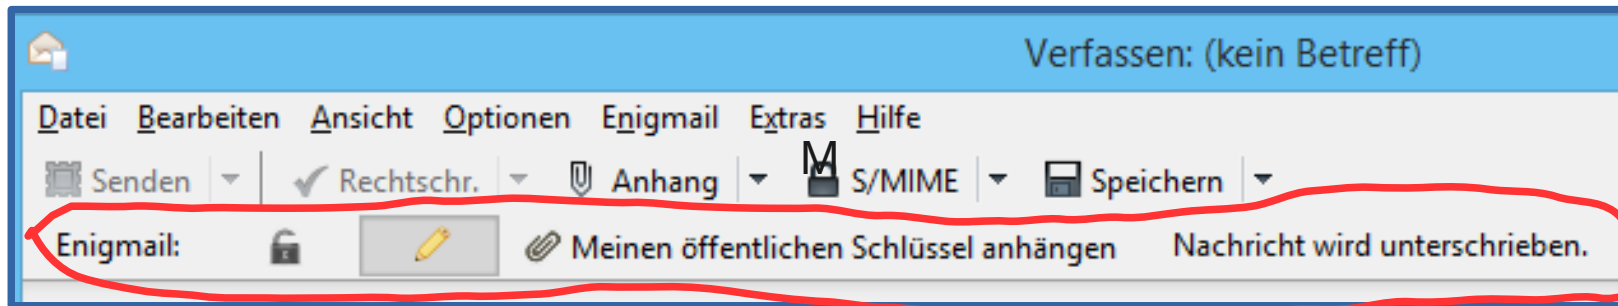 Verfassen: (kein Betreff)
Datei Bearbeiten Ansicht Optionen Enigmail Extras Hilfe
M
Senden Rechtschr. Anhang S/MIME Speichern
Enigmail: Meinen öffentlichen Schlüssel anhängen Nachricht wird unterschrieben.